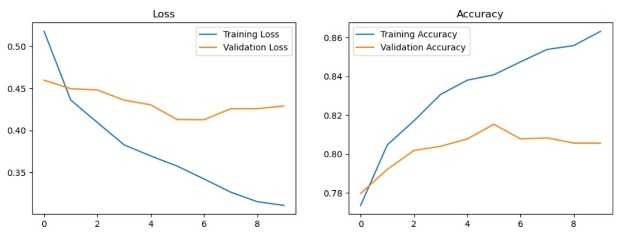 Loss
Training Loss
Validation Loss
0.50
0.45
0.40
0.35
0 2 4 6 8
Accuracy
Training Accuracy
Validation Accuracy
0.86
0.84
0.82
0.80
0.78
0 2 4 6 8